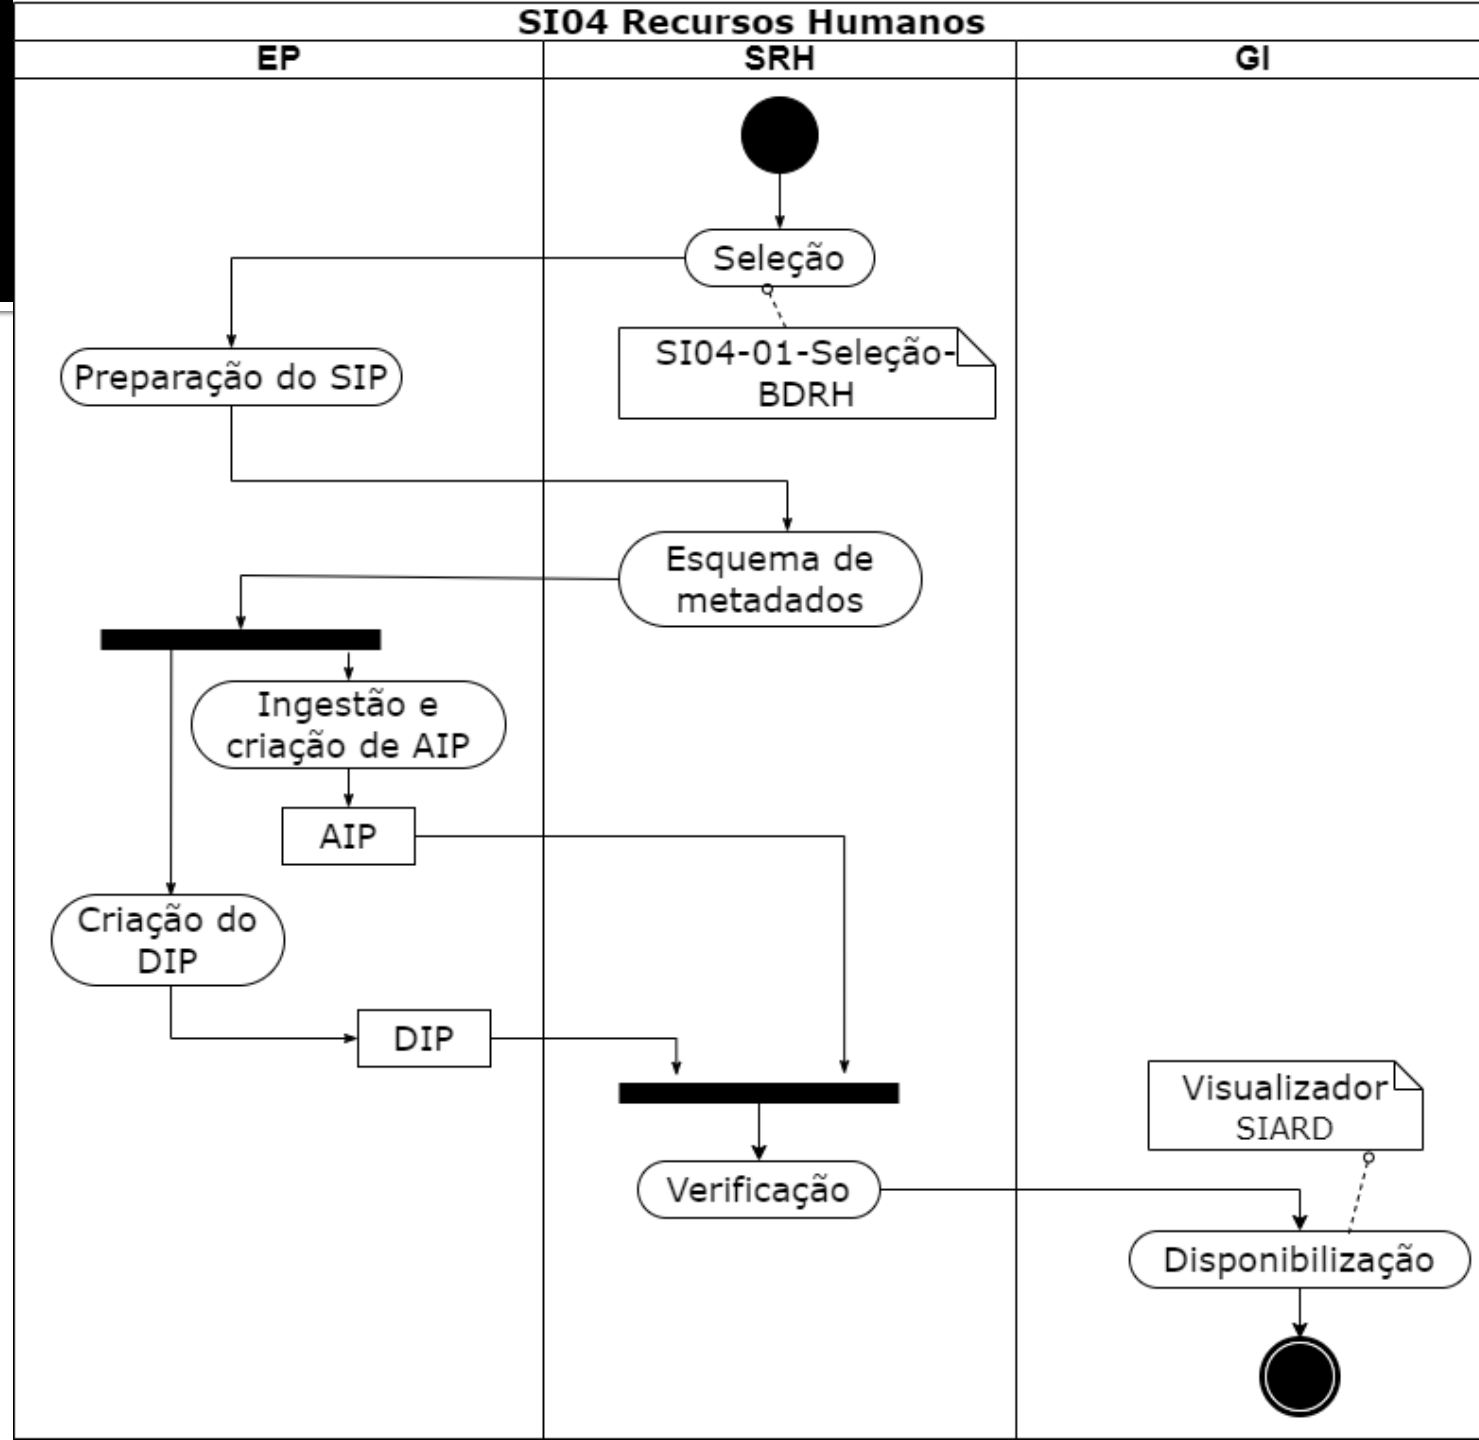 SI04 Recursos Humanos
EP
SRH
GI
Seleção
SI04-01-Seleção-
BDRH
Preparação do SIP
Esquema de
metadados
Ingestão e
criação de AIP
AIP
Criação do
DIP
DIP
Visualizador
SIARD
Verificação
Disponibilização